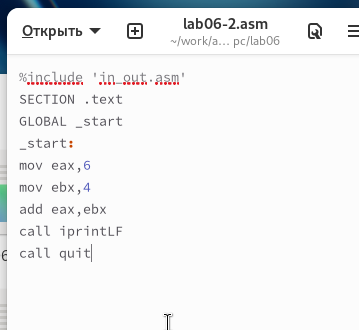 Открыть
lab06-2.asm
~/work/a... pc/lab06
%include 'in_out.asm'
SECTION .text
GLOBAL _start
_start:
mov eax,6
mov ebx,4
add eax,ebx
call iprintLF
call quit